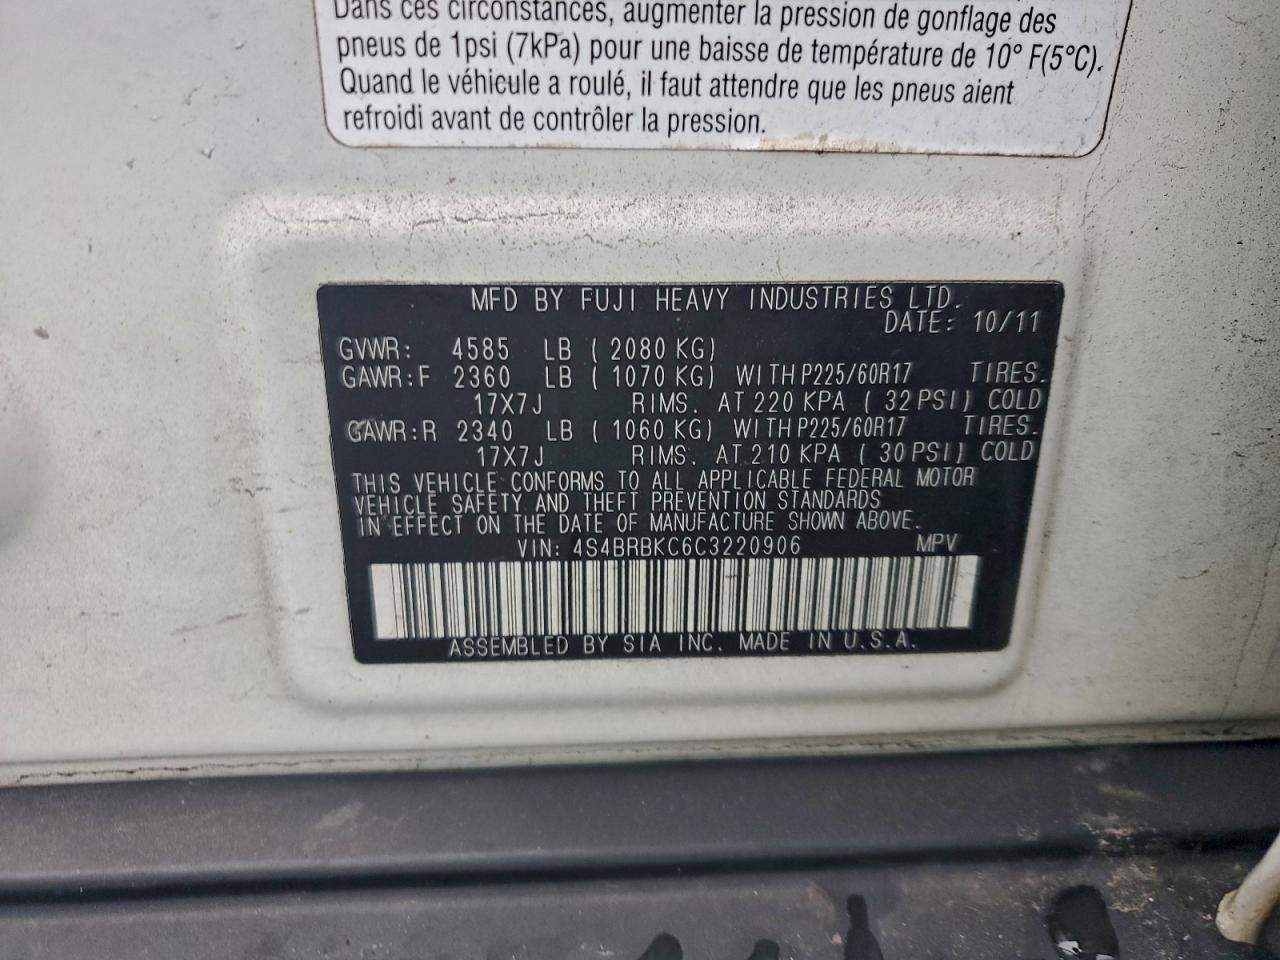 Dans ces circonstances, augmenter la pression de gonflage des
pneus de 1psi (7kPa) pour une baisse de température de 10° F(5°C).
Quand le véhicule a roulé, il faut attendre que les pneus aient
refroidi avant de contrôler la pression.
MFD BY FUJI HEAVY INDUSTRIES LTD.
DATE: 10/11
GVWR: 4585 LB ( 2080 KG)
GAWR:F 2360 LB ( 1070 KG) WITH P225/60R17 TIRES.
17X7J RIMS. AT 220 KPA ( 32 PSI) COLD
GAWR:R 2340 LB ( 1060 KG) WITH P225/60R17 TIRES.
17X7J RIMS. AT 210 KPA ( 30 PSI) COLD
THIS VEHICLE CONFORMS TO ALL APPLICABLE FEDERAL MOTOR
VEHICLE SAFETY AND THEFT PREVENTION STANDARDS
IN EFFECT ON THE DATE OF MANUFACTURE SHOWN ABOVE.
VIN: 4S4BRBKC6C3220906 MPV
ASSEMBLED BY SIA INC. MADE IN U.S.A.